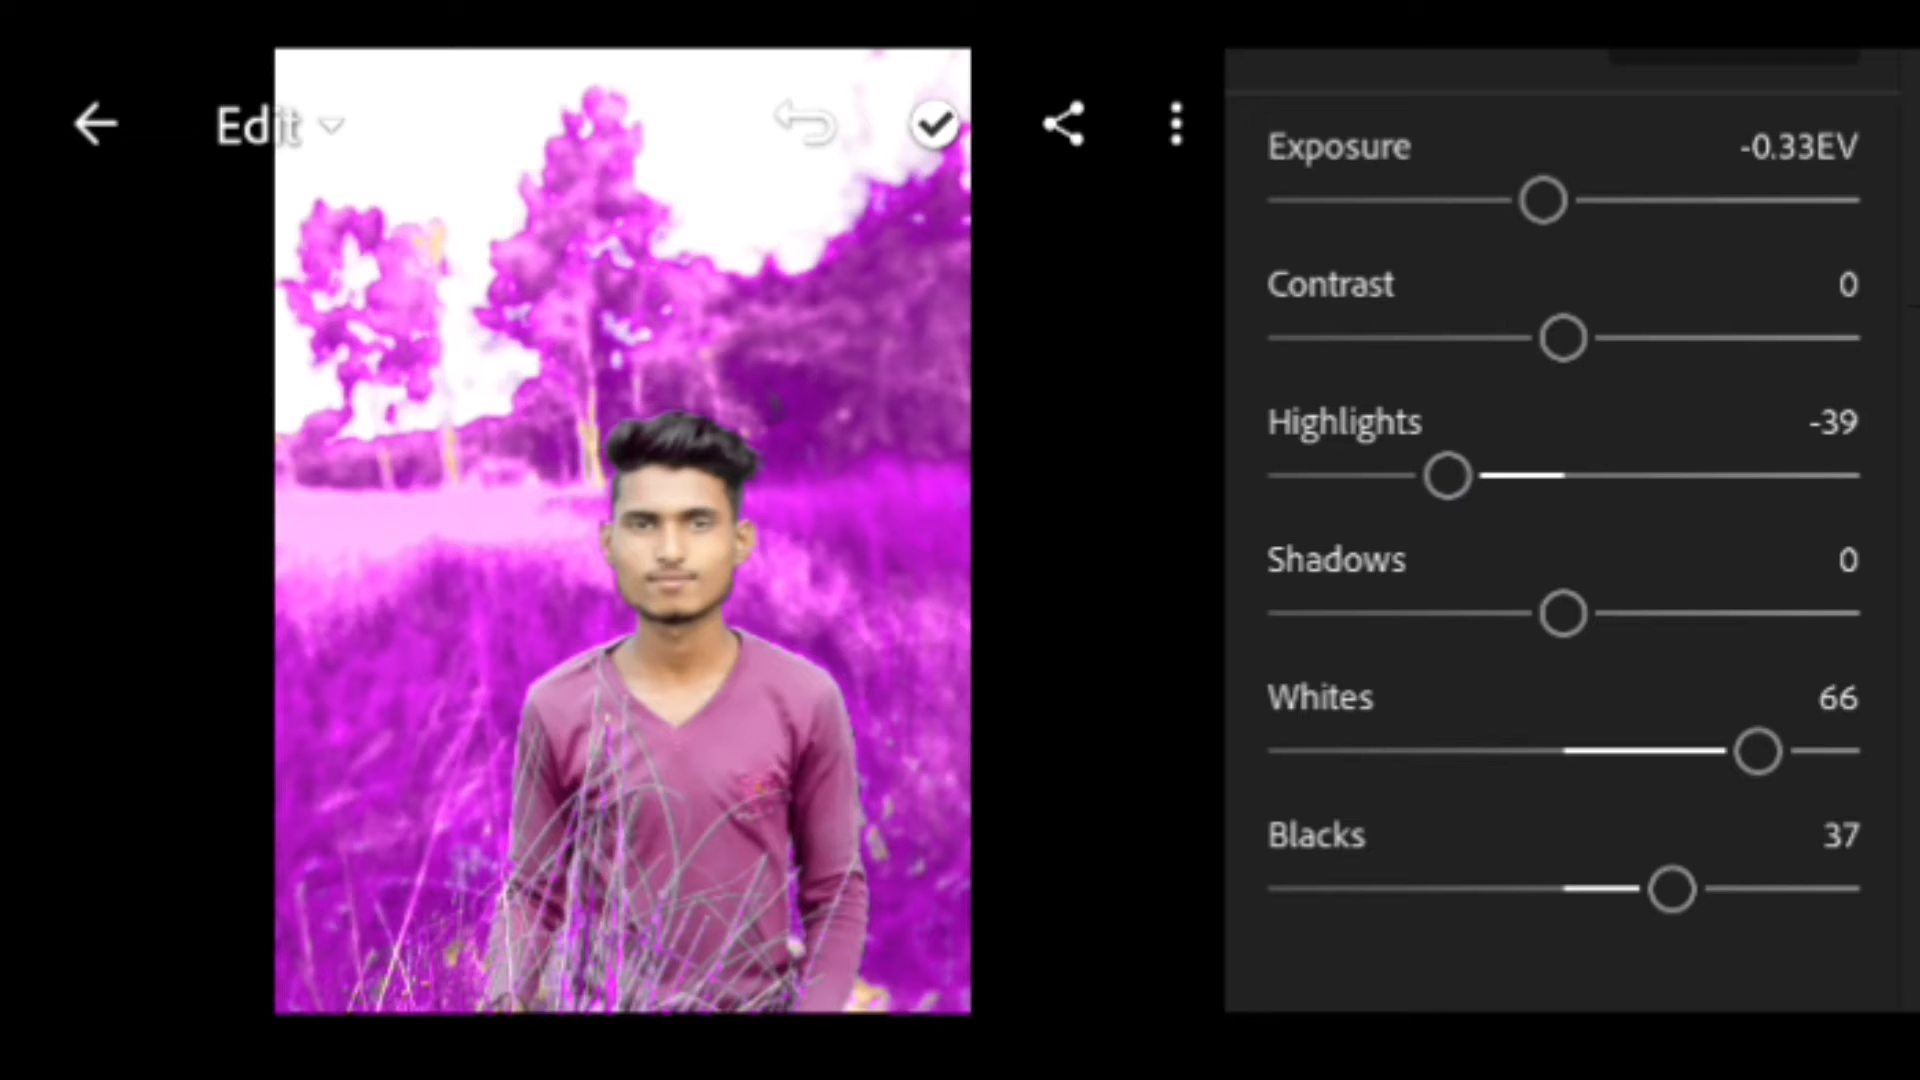 Edit
Exposure -0.33EV
Contrast 0
Highlights -39
Shadows 0
Whites 66
Blacks 37